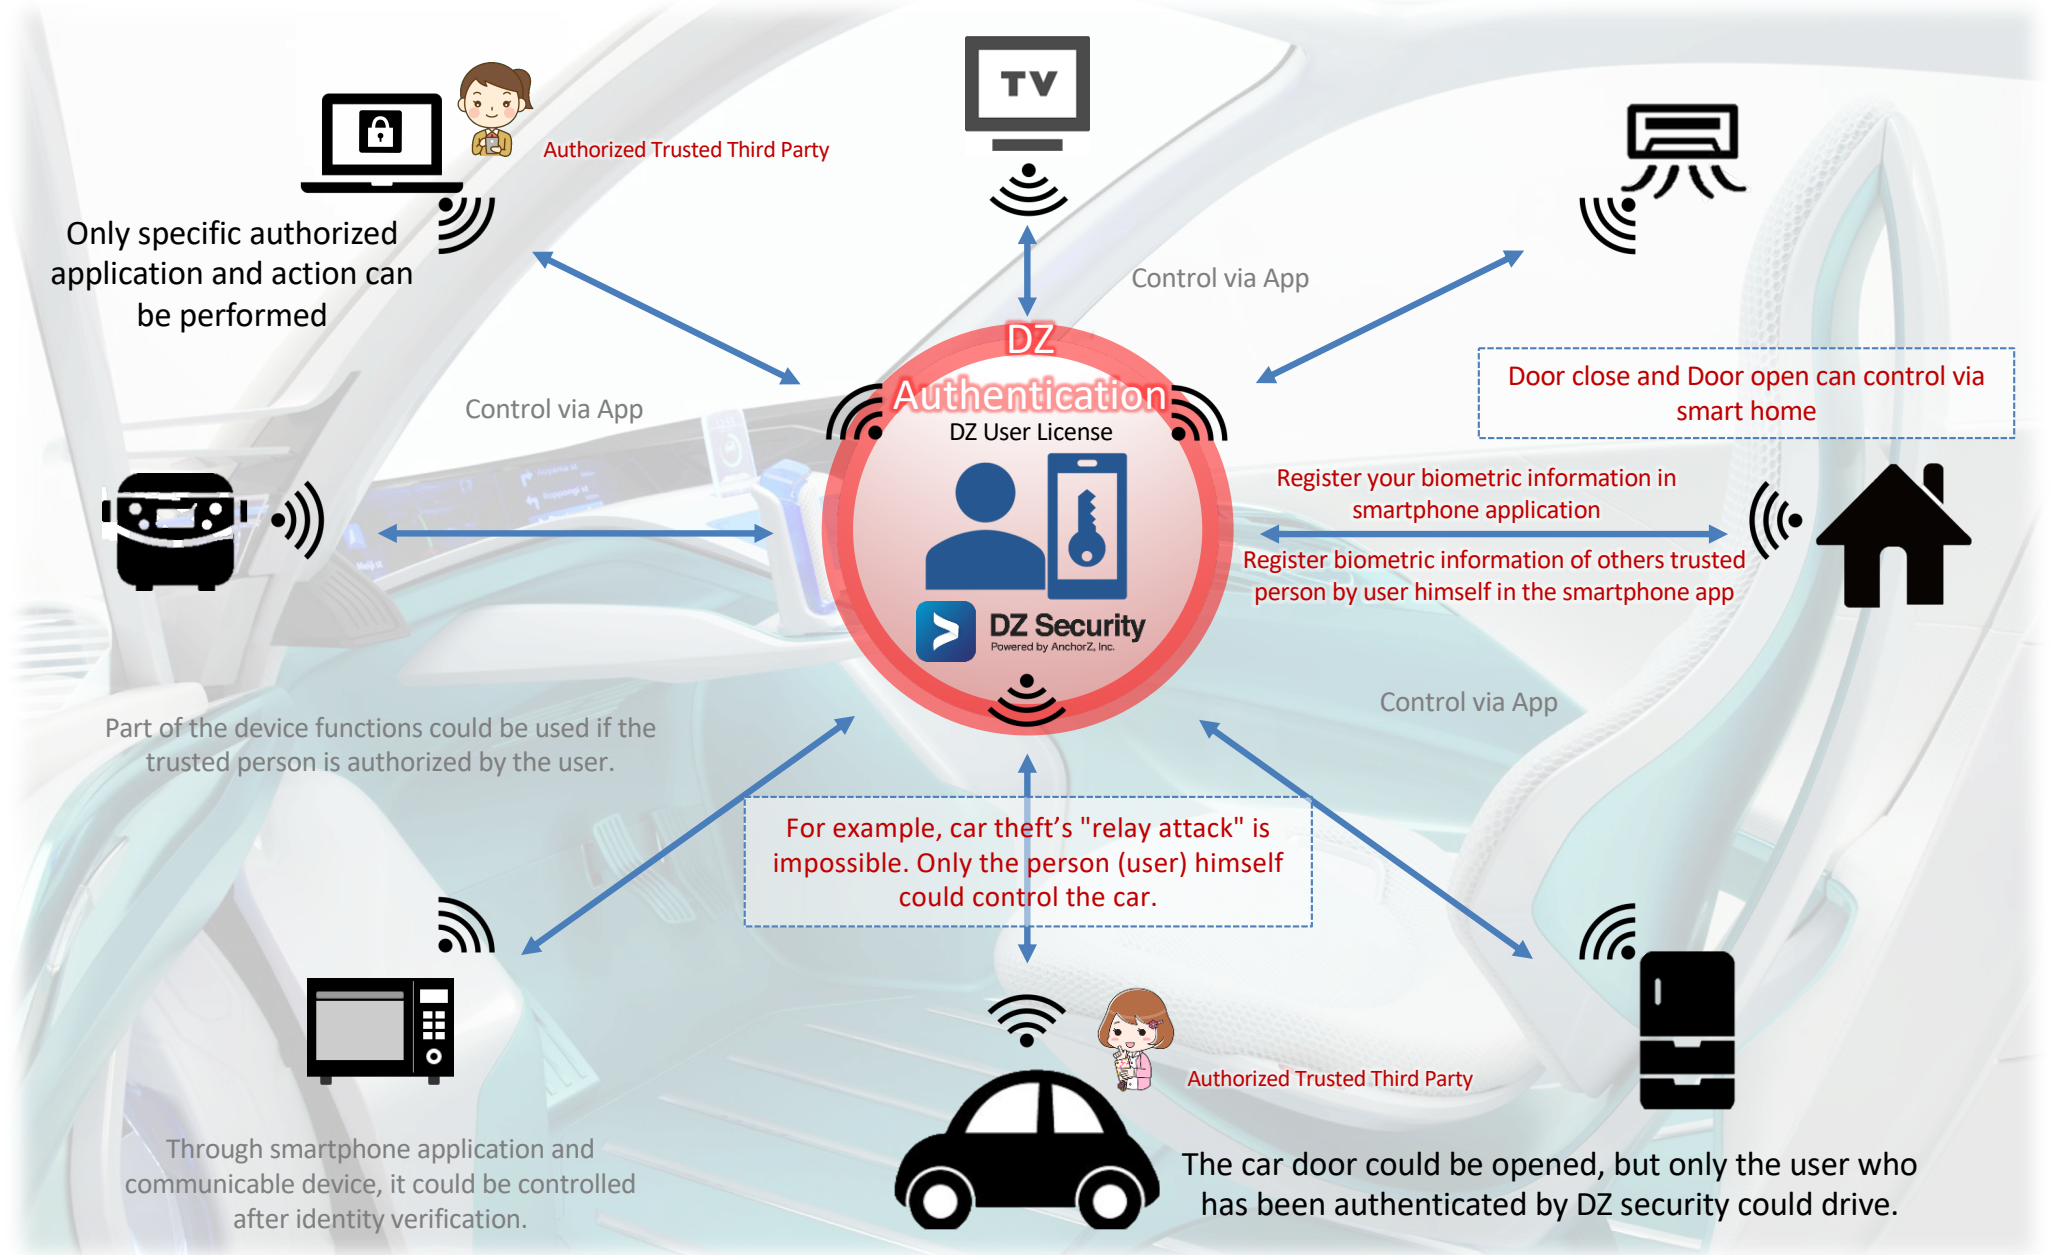 TV
Authorized Trusted Third Party
Only specific authorized
application and action can
be performed
Control via App
DZ
Authentication
DZ User License
Control via App
Door close and Door open can control via
smart home
Register your biometric information in
smartphone application
Register biometric information of others trusted
person by user himself in the smartphone app
DZ Security
Powered by AnchorZ, Inc.
Control via App
Part of the device functions could be used if the
trusted person is authorized by the user.
For example, car theft’s "relay attack" is
impossible. Only the person (user) himself
could control the car.
Authorized Trusted Third Party
Through smartphone application and
communicable device, it could be controlled
after identity verification.
The car door could be opened, but only the user who
has been authenticated by DZ security could drive.
Aoyama st
Roppongi st
Meiji st